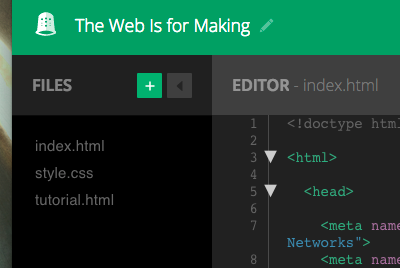 The Web Is for Making
FILES
+
index.html
style.css
tutorial.html
EDITOR - index.html
1 <!doctype html
2
3 <html>
4
5 <head>
6
7 <meta name
Networks">
8 <meta name